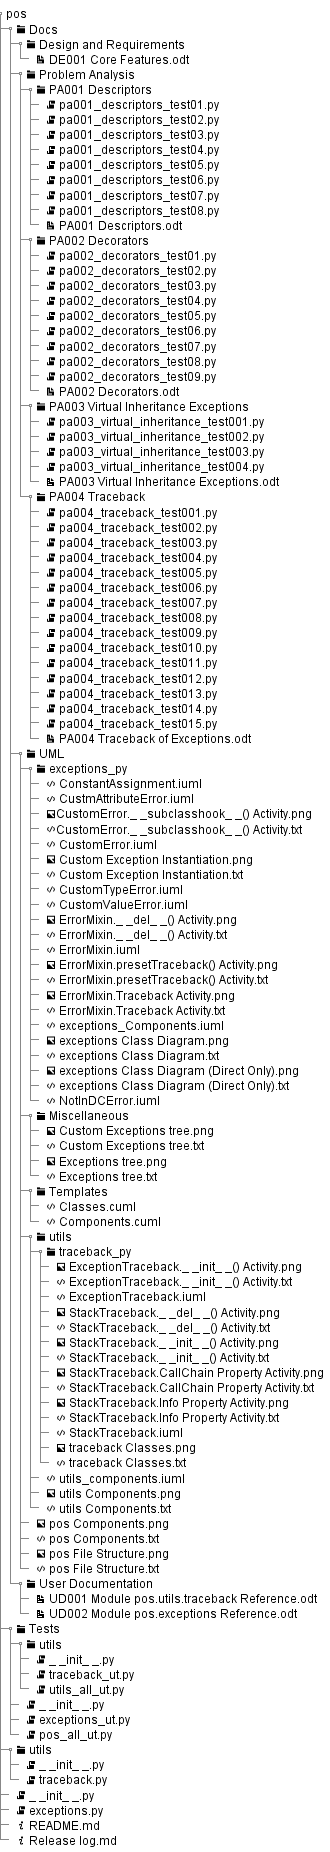 pos
Docs
Design and Requirements
DE001 Core Features.odt
Problem Analysis
PA001 Descriptors
pa001_descriptors_test01.py
pa001_descriptors_test02.py
pa001_descriptors_test03.py
pa001_descriptors_test04.py
pa001_descriptors_test05.py
pa001_descriptors_test06.py
pa001_descriptors_test07.py
pa001_descriptors_test08.py
PA001 Descriptors.odt
PA002 Decorators
pa002_decorators_test01.py
pa002_decorators_test02.py
pa002_decorators_test03.py
pa002_decorators_test04.py
pa002_decorators_test05.py
pa002_decorators_test06.py
pa002_decorators_test07.py
pa002_decorators_test08.py
pa002_decorators_test09.py
PA002 Decorators.odt
PA003 Virtual Inheritance Exceptions
pa003_virtual_inheritance_test001.py
pa003_virtual_inheritance_test002.py
pa003_virtual_inheritance_test003.py
pa003_virtual_inheritance_test004.py
PA003 Virtual Inheritance Exceptions.odt
PA004 Traceback
pa004_traceback_test001.py
pa004_traceback_test002.py
pa004_traceback_test003.py
pa004_traceback_test004.py
pa004_traceback_test005.py
pa004_traceback_test006.py
pa004_traceback_test007.py
pa004_traceback_test008.py
pa004_traceback_test009.py
pa004_traceback_test010.py
pa004_traceback_test011.py
pa004_traceback_test012.py
pa004_traceback_test013.py
pa004_traceback_test014.py
pa004_traceback_test015.py
PA004 Traceback of Exceptions.odt
UML
exceptions_py
ConstantAssignment.iuml
CustmAttributeError.iuml
CustomError._ _subclasshook_ _() Activity.png
CustomError._ _subclasshook_ _() Activity.txt
CustomError.iuml
Custom Exception Instantiation.png
Custom Exception Instantiation.txt
CustomTypeError.iuml
CustomValueError.iuml
ErrorMixin._ _del_ _() Activity.png
ErrorMixin._ _del_ _() Activity.txt
ErrorMixin.iuml
ErrorMixin.presetTraceback() Activity.png
ErrorMixin.presetTraceback() Activity.txt
ErrorMixin.Traceback Activity.png
ErrorMixin.Traceback Activity.txt
exceptions_Components.iuml
exceptions Class Diagram.png
exceptions Class Diagram.txt
exceptions Class Diagram (Direct Only).png
exceptions Class Diagram (Direct Only).txt
NotInDCError.iuml
Miscellaneous
Custom Exceptions tree.png
Custom Exceptions tree.txt
Exceptions tree.png
Exceptions tree.txt
Templates
Classes.cuml
Components.cuml
utils
traceback_py
ExceptionTraceback._ _init_ _() Activity.png
ExceptionTraceback._ _init_ _() Activity.txt
ExceptionTraceback.iuml
StackTraceback._ _del_ _() Activity.png
StackTraceback._ _del_ _() Activity.txt
StackTraceback._ _init_ _() Activity.png
StackTraceback._ _init_ _() Activity.txt
StackTraceback.CallChain Property Activity.png
StackTraceback.CallChain Property Activity.txt
StackTraceback.Info Property Activity.png
StackTraceback.Info Property Activity.txt
StackTraceback.iuml
traceback Classes.png
traceback Classes.txt
utils_components.iuml
utils Components.png
utils Components.txt
pos Components.png
pos Components.txt
pos File Structure.png
pos File Structure.txt
User Documentation
UD001 Module pos.utils.traceback Reference.odt
UD002 Module pos.exceptions Reference.odt
Tests
utils
_ _init_ _.py
traceback_ut.py
utils_all_ut.py
_ _init_ _.py
exceptions_ut.py
pos_all_ut.py
utils
_ _init_ _.py
traceback.py
_ _init_ _.py
exceptions.py
README.md
Release log.md